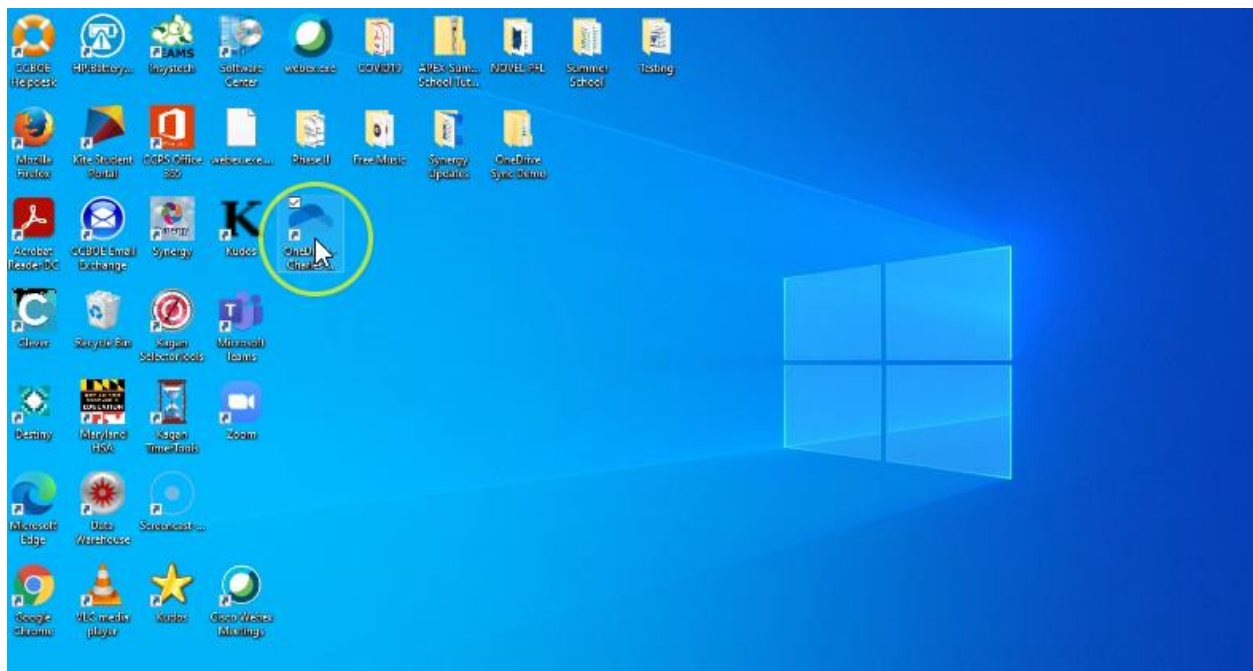 CCBOE
Helpdesk
HP.Battery...
Insystech
Software
Center
webex.exe
COVID19
APEX Sum...
School Tut...
NOVEL PFL
Summer
School
Testing
Mozilla
Firefox
Kite Student
Portal
CCPS Office
365
webex.exe....
Phase II
Free Music
Synergy
Updates
OneDrive
Sync Demo
Acrobat
Reader DC
CCBOE Email
Exchange
Synergy
Kudos
Clever
Recycle Bin
Kagan
SelectorTools
Microsoft
Teams
Destiny
Maryland
HSA
Kagan
TimerTools
Zoom
Microsoft
Edge
Data
Warehouse
Screencast-...
Google
Chrome
VLC media
player
Kudos
Cisco Webex
Meetings